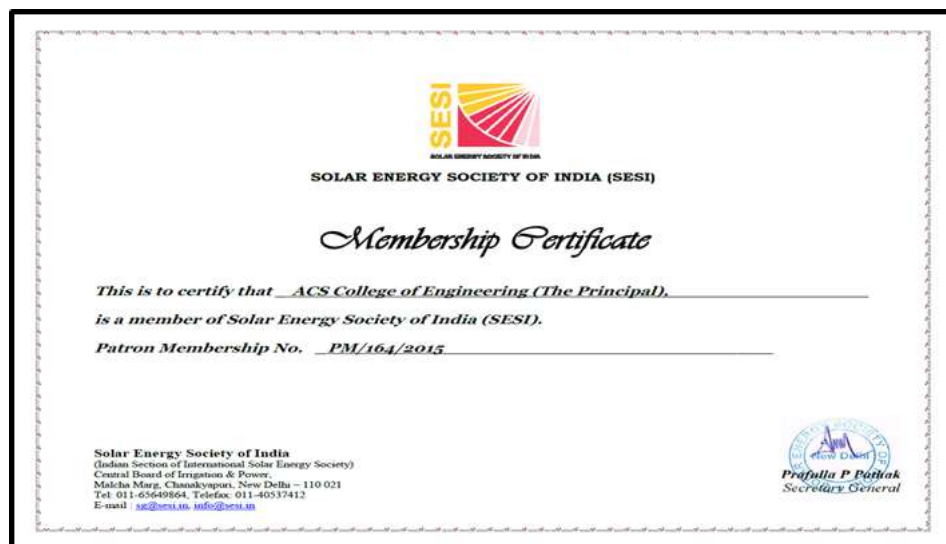 SESI
SOLAR ENERGY SOCIETY OF INDIA
SOLAR ENERGY SOCIETY OF INDIA (SESI)
Membership Certificate
This is to certify that ACS College of Engineering (The Principal),
is a member of Solar Energy Society of India (SESI).
Patron Membership No. PM/164/2015
Solar Energy Society of India
(Indian Section of International Solar Energy Society)
Central Board of Irrigation & Power,
Malcha Marg, Chanakyapuri, New Delhi – 110 021
Tel: 011-65649864, Telefax: 011-40537412
E-mail : sg@sesi.in, info@sesi.in
New Delhi
Prafulla P Pathak
Secretary General